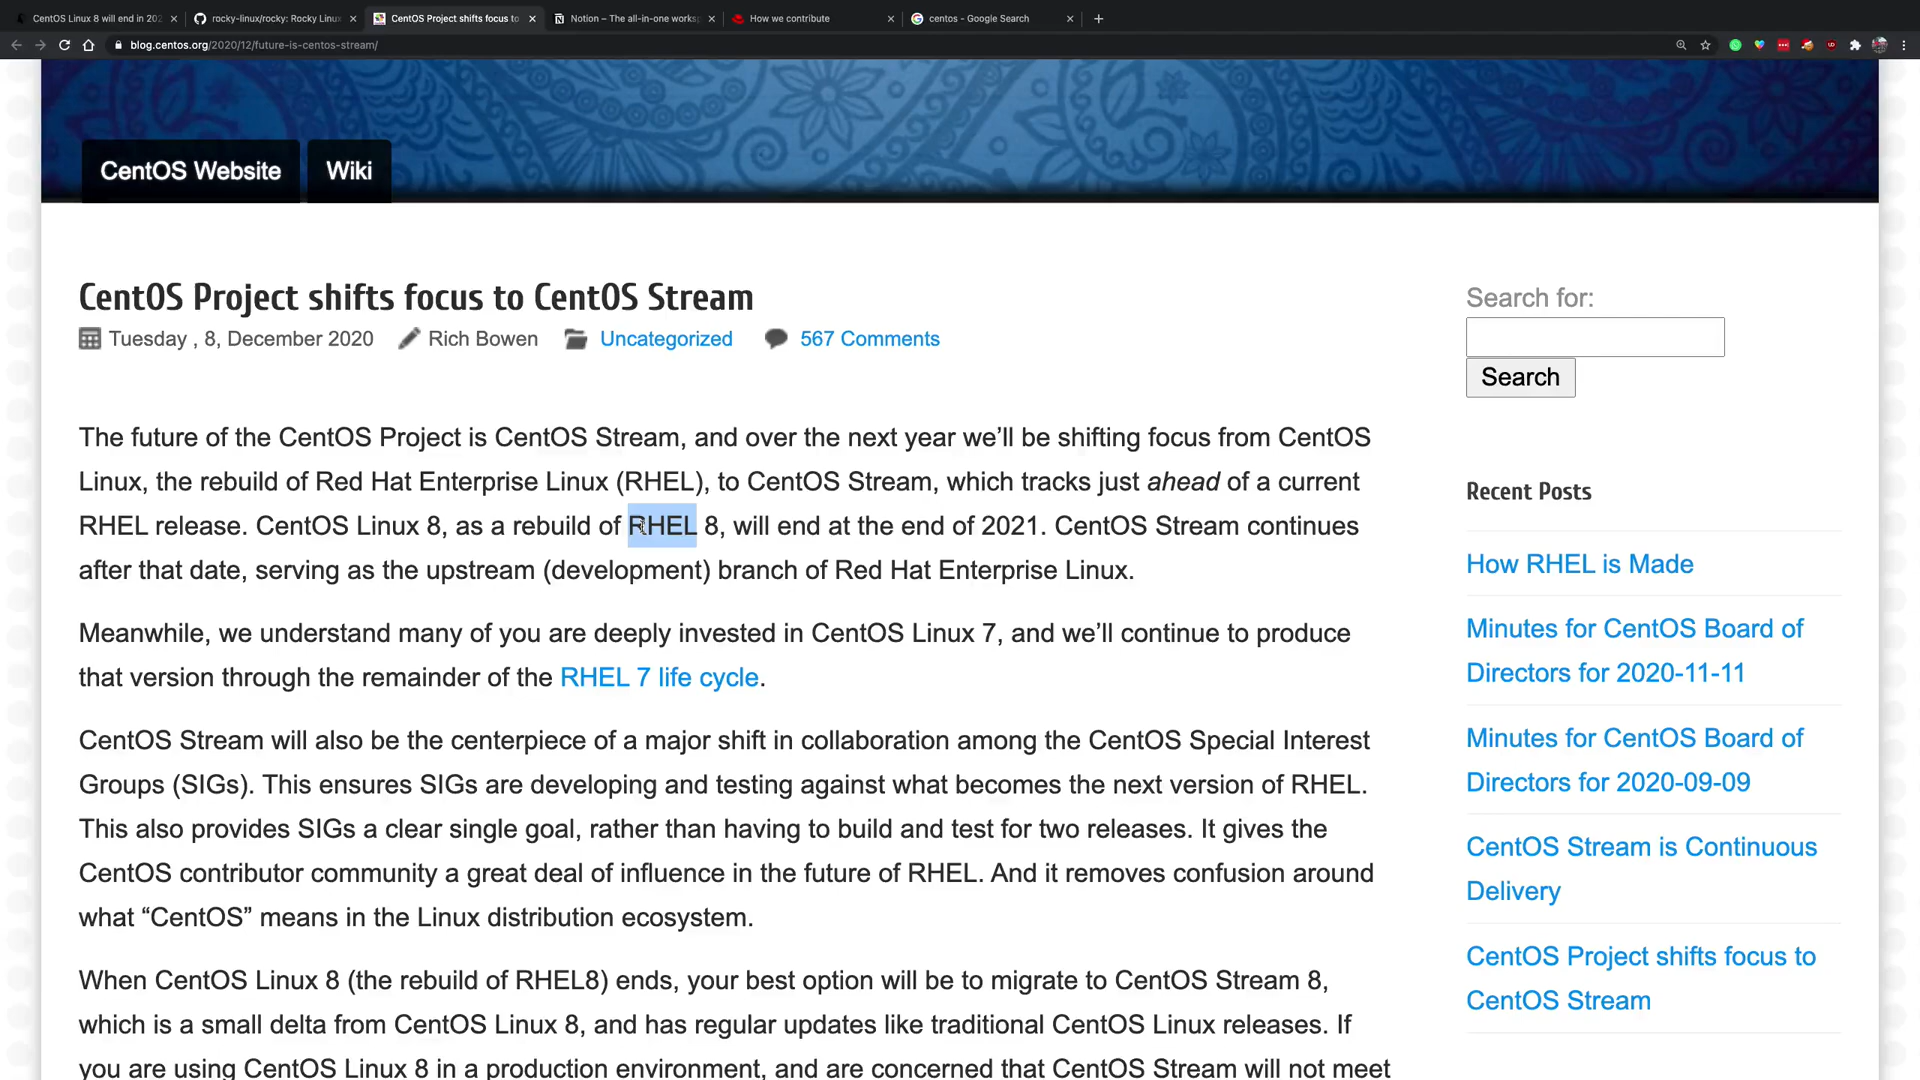 CentOS Linux 8 will end in 202
rocky-linux/rocky: Rocky Linux
CentOS Project shifts focus to
Notion – The all-in-one worksp
How we contribute
centos - Google Search
blog.centos.org/2020/12/future-is-centos-stream/
CentOS Website
Wiki
CentOS Project shifts focus to CentOS Stream
Tuesday , 8, December 2020 Rich Bowen Uncategorized 567 Comments
The future of the CentOS Project is CentOS Stream, and over the next year we’ll be shifting focus from CentOS
Linux, the rebuild of Red Hat Enterprise Linux (RHEL), to CentOS Stream, which tracks just ahead of a current
RHEL release. CentOS Linux 8, as a rebuild of RHEL 8, will end at the end of 2021. CentOS Stream continues
after that date, serving as the upstream (development) branch of Red Hat Enterprise Linux.
Meanwhile, we understand many of you are deeply invested in CentOS Linux 7, and we’ll continue to produce
that version through the remainder of the RHEL 7 life cycle.
CentOS Stream will also be the centerpiece of a major shift in collaboration among the CentOS Special Interest
Groups (SIGs). This ensures SIGs are developing and testing against what becomes the next version of RHEL.
This also provides SIGs a clear single goal, rather than having to build and test for two releases. It gives the
CentOS contributor community a great deal of influence in the future of RHEL. And it removes confusion around
what “CentOS” means in the Linux distribution ecosystem.
When CentOS Linux 8 (the rebuild of RHEL8) ends, your best option will be to migrate to CentOS Stream 8,
which is a small delta from CentOS Linux 8, and has regular updates like traditional CentOS Linux releases. If
you are using CentOS Linux 8 in a production environment, and are concerned that CentOS Stream will not meet
Search for:
Search
Recent Posts
How RHEL is Made
Minutes for CentOS Board of
Directors for 2020-11-11
Minutes for CentOS Board of
Directors for 2020-09-09
CentOS Stream is Continuous
Delivery
CentOS Project shifts focus to
CentOS Stream